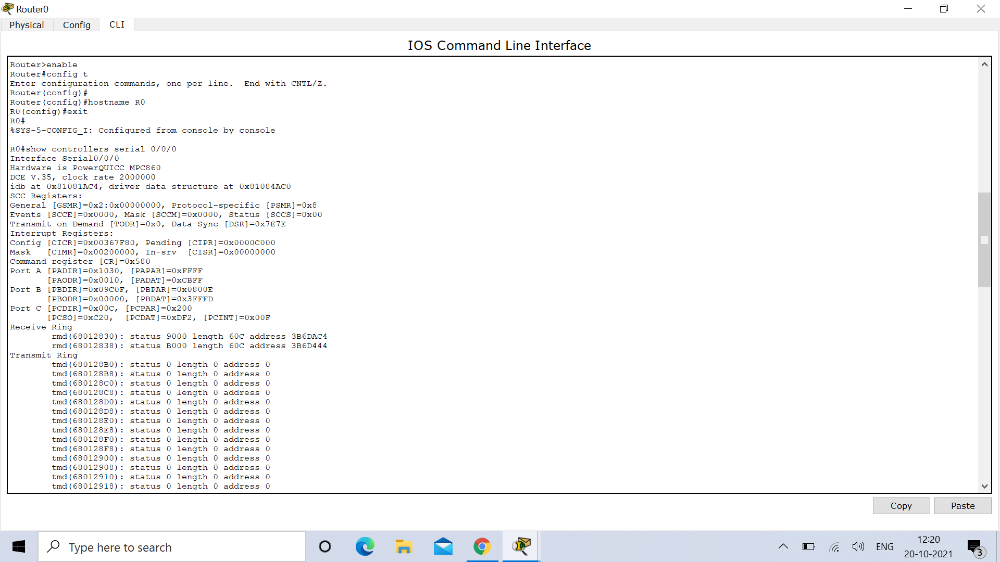 Router0
Physical
Config
CLI
IOS Command Line Interface
Router>enable
Router#config t
Enter configuration commands, one per line.  End with CNTL/Z.
Router(config)#
Router(config)#hostname R0
R0(config)#exit
R0#
%SYS-5-CONFIG_I: Configured from console by console
R0#show controllers serial 0/0/0
Interface Serial0/0/0
Hardware is PowerQUICC MPC860
DCE V.35, clock rate 2000000
idb at 0x81081AC4, driver data structure at 0x81084AC0
SCC Registers:
General [GSMR]=0x2:0x00000000, Protocol-specific [PSMR]=0x8
Events [SCCE]=0x0000, Mask [SCCM]=0x0000, Status [SCCS]=0x00
Transmit on Demand [TODR]=0x0, Data Sync [DSR]=0x7E7E
Interrupt Registers:
Config [CICR]=0x00367F80, Pending [CIPR]=0x0000C000
Mask   [CIMR]=0x00200000, In-srv  [CISR]=0x00000000
Command register [CR]=0x580
Port A [PADIR]=0x1030, [PAPAR]=0xFFFF
[PAODR]=0x0010, [PADAT]=0xCBFF
Port B [PBDIR]=0x09C0F, [PBPAR]=0x0800E
[PBODR]=0x00000, [PBDAT]=0x3FFFD
Port C [PCDIR]=0x00C, [PCPAR]=0x200
[PCSO]=0xC20,  [PCDAT]=0xDF2, [PCINT]=0x00F
Receive Ring
rmd(68012830): status 9000 length 60C address 3B6DAC4
rmd(68012838): status B000 length 60C address 3B6D444
Transmit Ring
tmd(680128B0): status 0 length 0 address 0
tmd(680128B8): status 0 length 0 address 0
tmd(680128C0): status 0 length 0 address 0
tmd(680128C8): status 0 length 0 address 0
tmd(680128D0): status 0 length 0 address 0
tmd(680128D8): status 0 length 0 address 0
tmd(680128E0): status 0 length 0 address 0
tmd(680128E8): status 0 length 0 address 0
tmd(680128F0): status 0 length 0 address 0
tmd(680128F8): status 0 length 0 address 0
tmd(68012900): status 0 length 0 address 0
tmd(68012908): status 0 length 0 address 0
tmd(68012910): status 0 length 0 address 0
tmd(68012918): status 0 length 0 address 0
Copy
Paste
Type here to search
ENG
12:20
20-10-2021
3